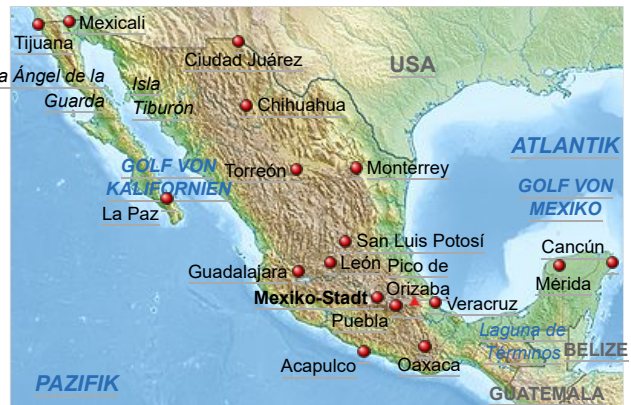 Mexicali
Tijuana
Ciudad Juárez
USA
Ángel de la
Guarda
Isla
Tiburón
Chihuahua
ATLANTIK
GOLF VON
KALIFORNIEN
Torreón
Monterrey
GOLF VON
MEXIKO
La Paz
San Luis Potosí
Cancún
Guadalajara
León
Pico de
Orizaba
Mérida
Mexiko-Stadt
Veracruz
Puebla
Laguna de
Términos
BELIZE
Acapulco
Oaxaca
PAZIFIK
GUATEMALA